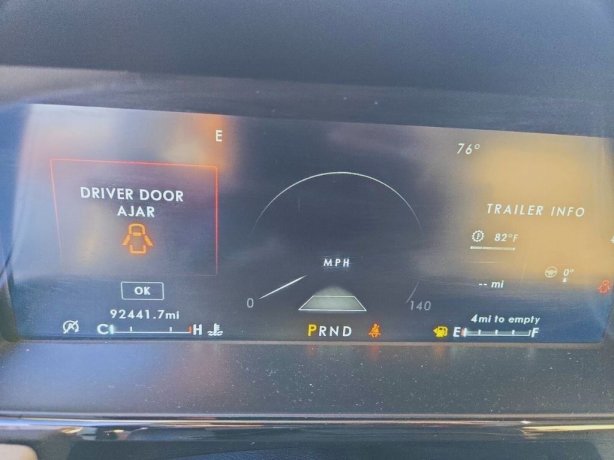 E
76°
DRIVER DOOR
AJAR
TRAILER INFO
82°F
MPH
0°
OK
-- mi
0
140
92441.7mi
4mi to empty
C H
PRND
E F